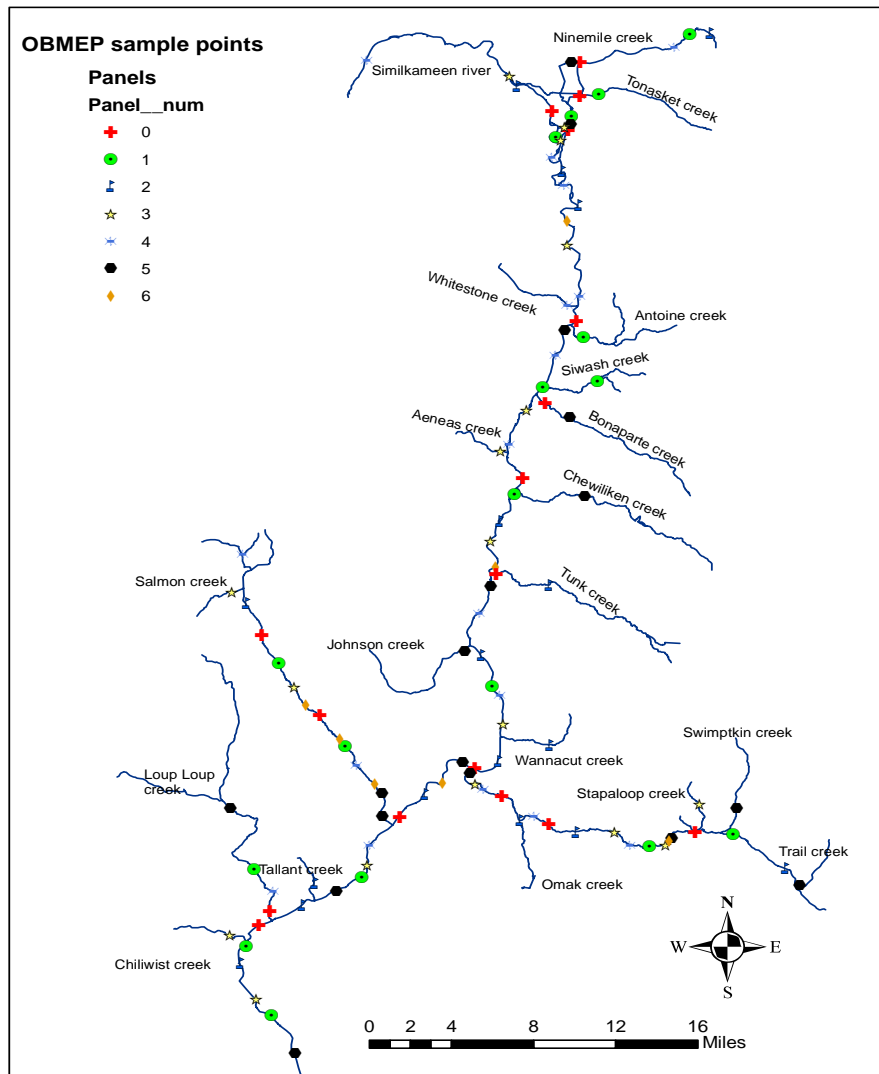 OBMEP sample points
Panels
Panel__num
0
1
2
3
4
5
6
Ninemile creek
Similkameen river
Tonasket creek
Whitestone creek
Antoine creek
Siwash creek
Aeneas creek
Bonaparte creek
Chewiliken creek
Salmon creek
Tunk creek
Johnson creek
Swimptkin creek
Wannacut creek
Loup Loup
creek
Stapaloop creek
Trail creek
Tallant creek
Omak creek
Chiliwist creek
N
W
E
S
0 2 4 8 12 16
Miles